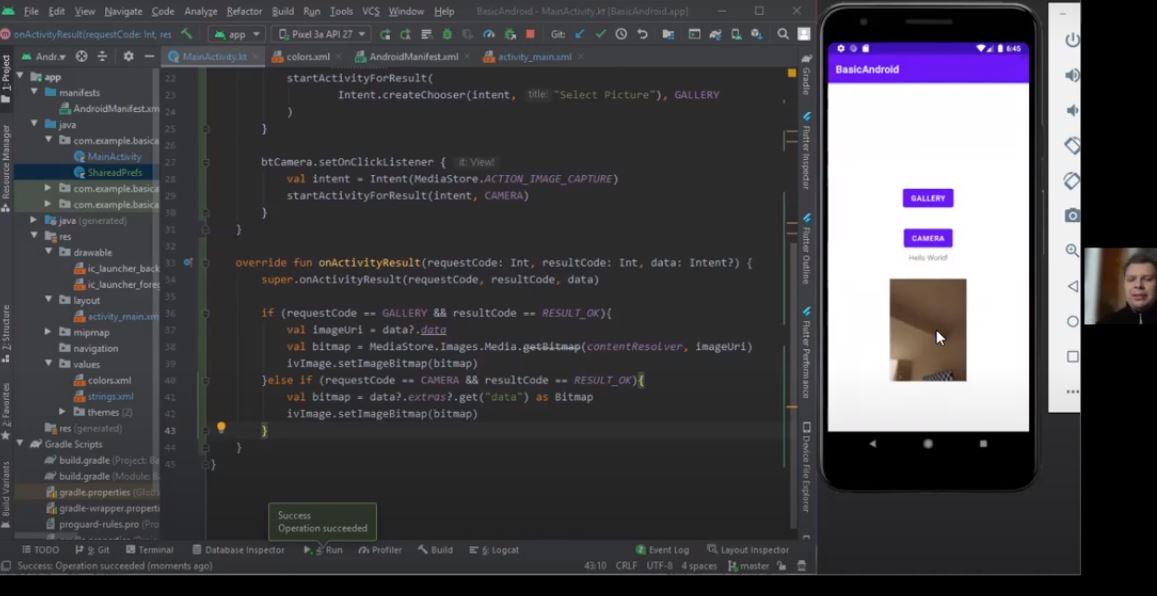 File Edit View Navigate Code Analyze Refactor Build Run Tools VCS Window Help BasicAndroid - MainActivity.kt [BasicAndroid.app]
onActivityResult(requestCode: Int, res
app
Pixel 3a API 27
Git:
Andr.
MainActivity.kt
colors.xml
AndroidManifest.xml
activity_main.xml
1: Project
Resource Manager
Z: Structure
2: Favorites
Build Variants
app
manifests
AndroidManifest.xm
java
com.example.basica
MainActivity
ShareadPrefs
com.example.basica
com.example.basica
java (generated)
res
drawable
ic_launcher_back
ic_launcher_foreg
layout
activity_main.xm
mipmap
navigation
values
colors.xml
strings.xml
themes (2)
res (generated)
Gradle Scripts
build.gradle (Project: Ba
build.gradle (Module: Ba
gradle.properties (Glob
gradle-wrapper.properti
proguard-rules.pro (Pro
22 startActivityForResult(
23 Intent.createChooser(intent, title: "Select Picture"), GALLERY
24 )
25 }
26
27 btCamera.setOnClickListener { it: View!
28 val intent = Intent(MediaStore.ACTION_IMAGE_CAPTURE)
29 startActivityForResult(intent, CAMERA)
30 }
31 }
32
33 override fun onActivityResult(requestCode: Int, resultCode: Int, data: Intent?) {
34 super.onActivityResult(requestCode, resultCode, data)
35
36 if (requestCode == GALLERY && resultCode == RESULT_OK){
37 val imageUri = data?.data
38 val bitmap = MediaStore.Images.Media.getBitmap(contentResolver, imageUri)
39 ivImage.setImageBitmap(bitmap)
40 }else if (requestCode == CAMERA && resultCode == RESULT_OK){
41 val bitmap = data?.extras?.get("data") as Bitmap
42 ivImage.setImageBitmap(bitmap)
43 }
44 }
45 }
Gradle
Flutter Inspector
Flutter Outline
Flutter Performance
Device File Explorer
Success
Operation succeeded
TODO 9: Git Terminal Database Inspector 4: Run Profiler Build 6: Logcat 2 Event Log Layout Inspector
Success: Operation succeeded (moments ago) 43:10 CRLF UTF-8 4 spaces master
6:45
BasicAndroid
GALLERY
CAMERA
Hello World!